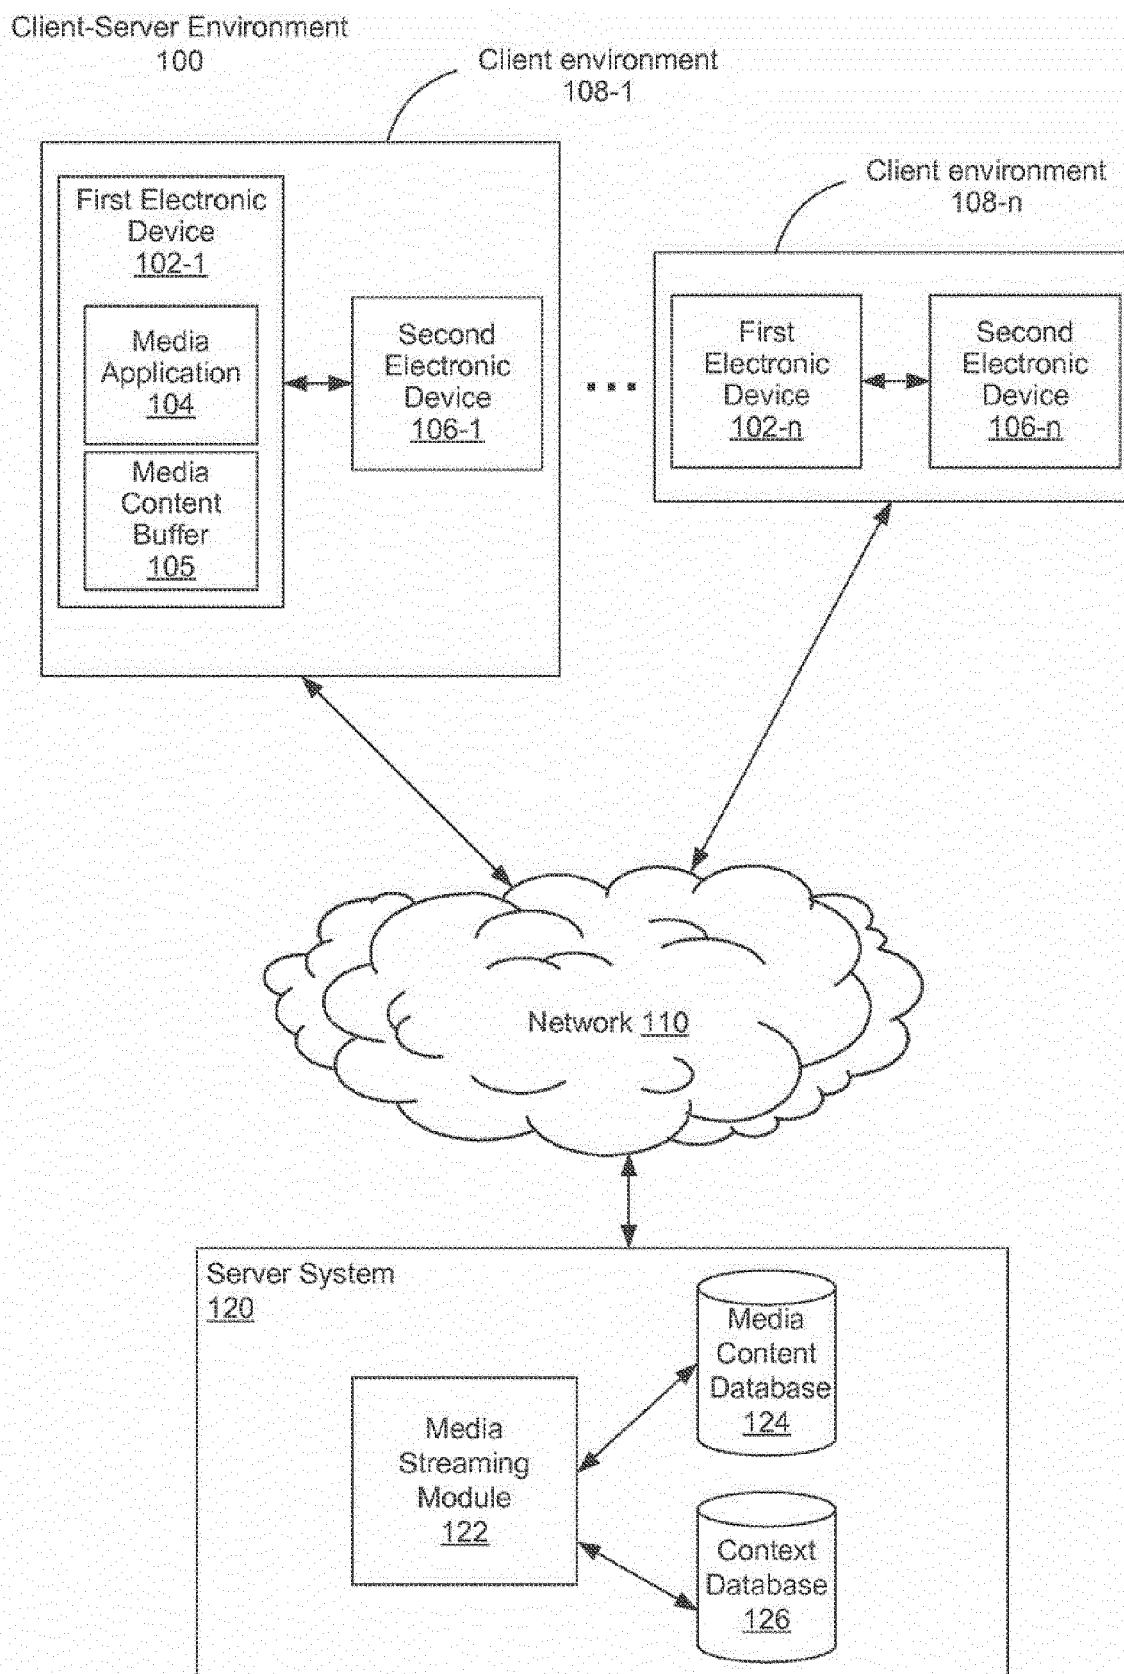 Client-Server Environment
100
Client environment
108-1
Client environment
108-n
First Electronic
Device
102-1
Media
Application
104
Media
Content
Buffer
105
Second
Electronic
Device
106-1
...
First
Electronic
Device
102-n
Second
Electronic
Device
106-n
Network 110
Server System
120
Media
Streaming
Module
122
Media
Content
Database
124
Context
Database
126